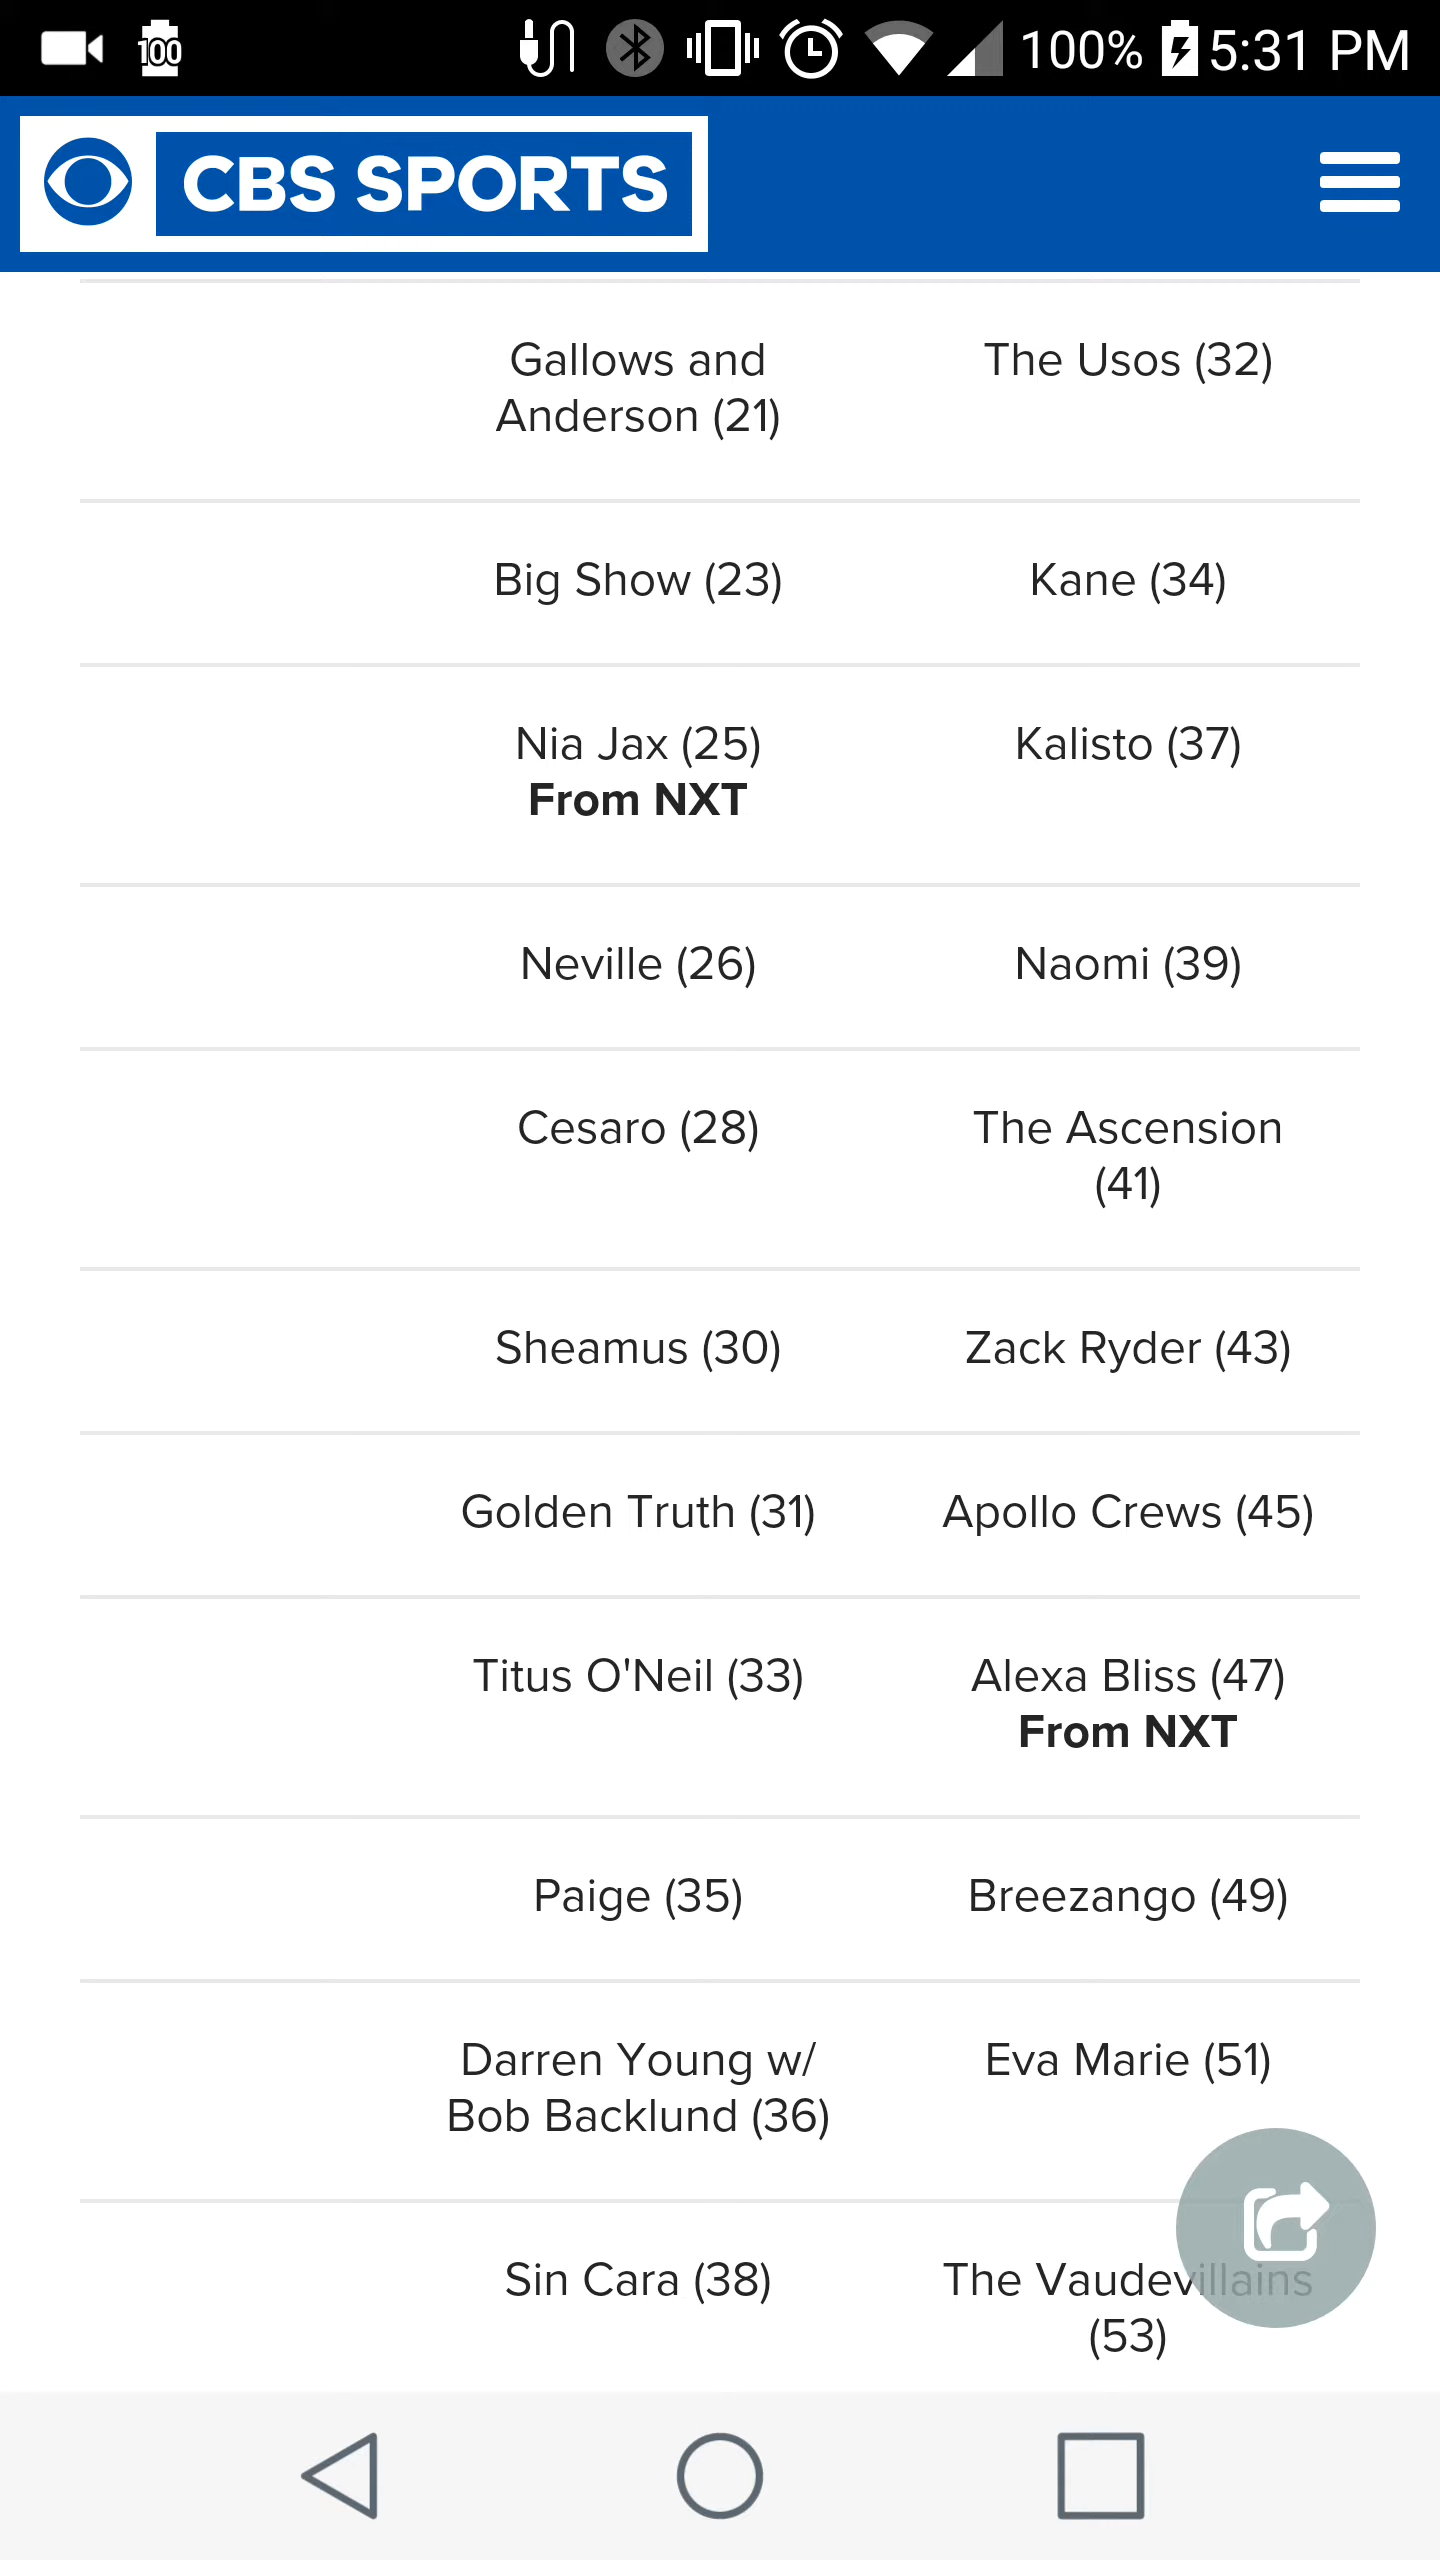 100
100% 5:31 PM
CBS SPORTS
Gallows and
Anderson (21)
The Usos (32)
Big Show (23)
Kane (34)
Nia Jax (25)
From NXT
Kalisto (37)
Neville (26)
Naomi (39)
Cesaro (28)
The Ascension
(41)
Sheamus (30)
Zack Ryder (43)
Golden Truth (31)
Apollo Crews (45)
Titus O'Neil (33)
Alexa Bliss (47)
From NXT
Paige (35)
Breezango (49)
Darren Young w/
Bob Backlund (36)
Eva Marie (51)
Sin Cara (38)
The Vaudevillains
(53)